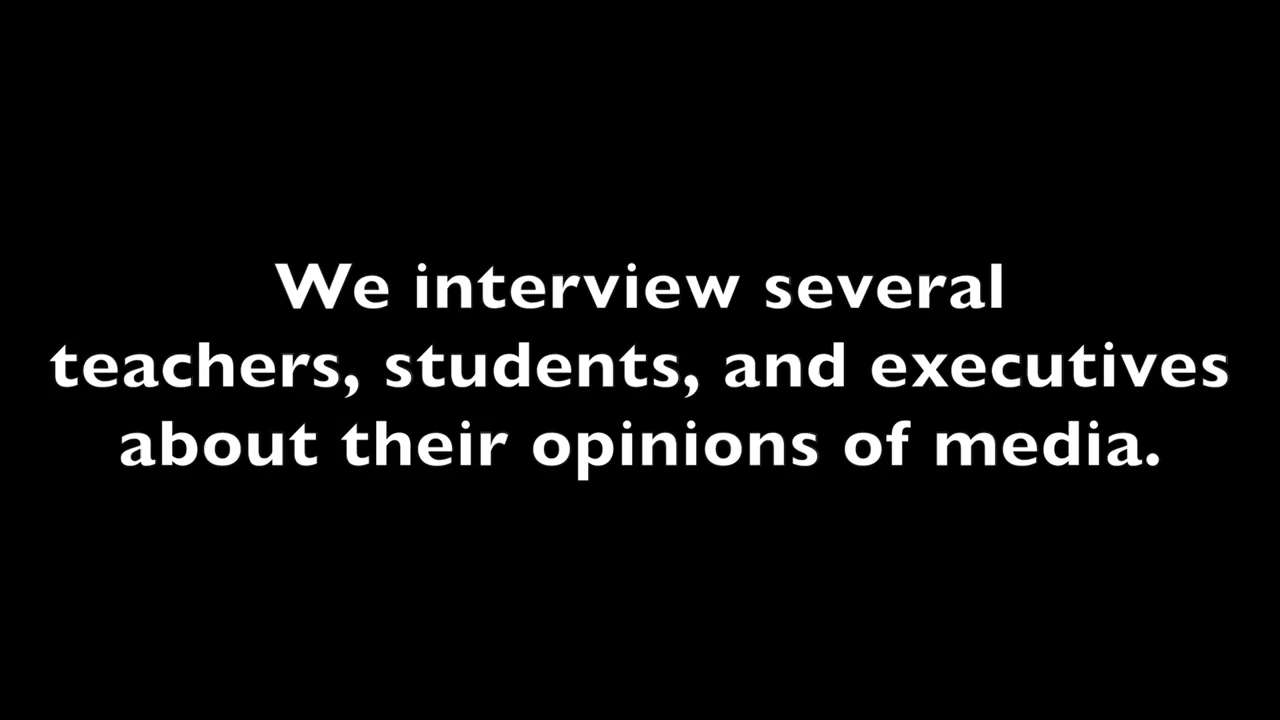 We interview several
teachers, students, and executives
about their opinions of media.